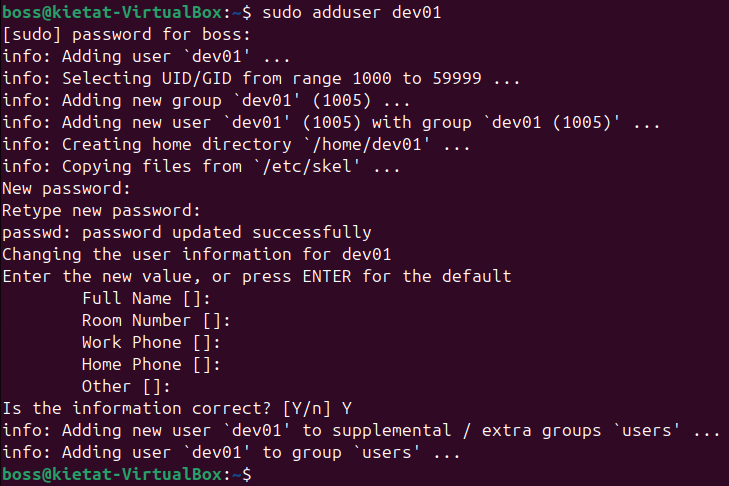 boss@kietat-VirtualBox:~$ sudo adduser dev01
[sudo] password for boss:
info: Adding user `dev01' ...
info: Selecting UID/GID from range 1000 to 59999 ...
info: Adding new group `dev01' (1005) ...
info: Adding new user `dev01' (1005) with group `dev01 (1005)' ...
info: Creating home directory `/home/dev01' ...
info: Copying files from `/etc/skel' ...
New password:
Retype new password:
passwd: password updated successfully
Changing the user information for dev01
Enter the new value, or press ENTER for the default
        Full Name []:
        Room Number []:
        Work Phone []:
        Home Phone []:
        Other []:
Is the information correct? [Y/n] Y
info: Adding new user `dev01' to supplemental / extra groups `users' ...
info: Adding user `dev01' to group `users' ...
boss@kietat-VirtualBox:~$